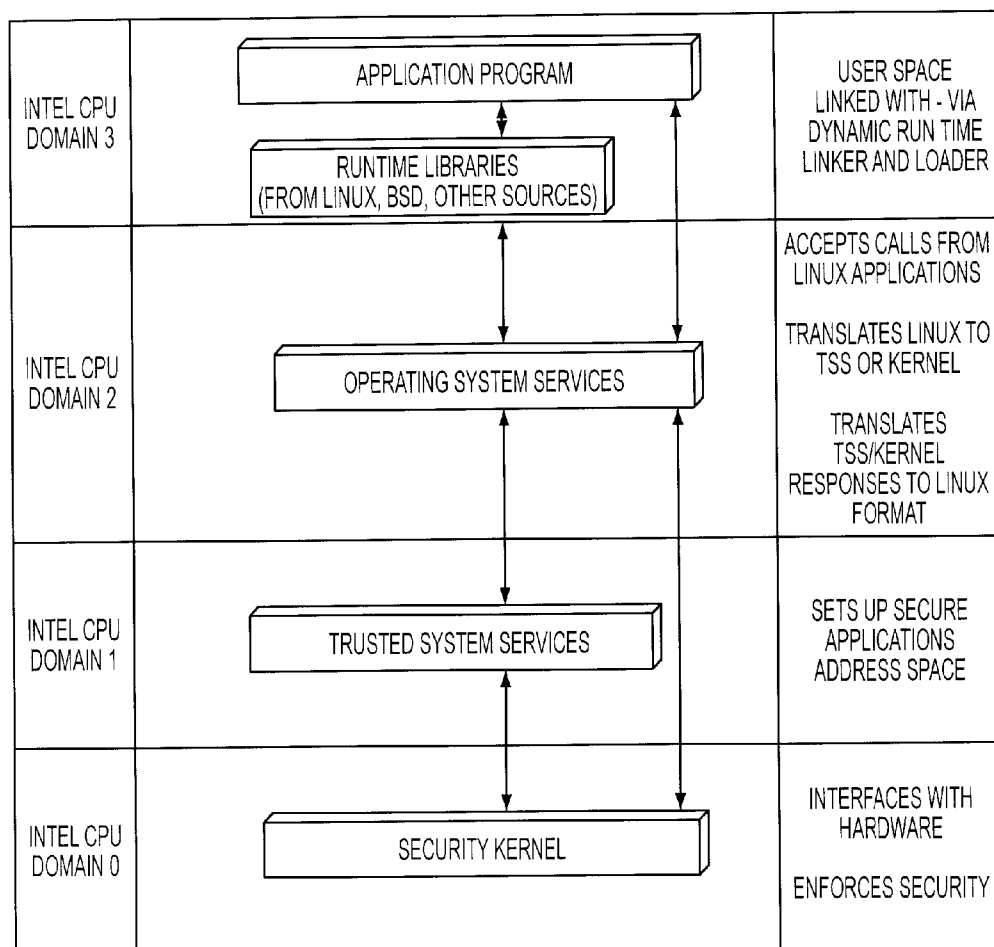 INTEL CPU
DOMAIN 3
APPLICATION PROGRAM
RUNTIME LIBRARIES
(FROM LINUX, BSD, OTHER SOURCES)
USER SPACE
LINKED WITH - VIA
DYNAMIC RUN TIME
LINKER AND LOADER
INTEL CPU
DOMAIN 2
OPERATING SYSTEM SERVICES
ACCEPTS CALLS FROM
LINUX APPLICATIONS
TRANSLATES LINUX TO
TSS OR KERNEL
TRANSLATES
TSS/KERNEL
RESPONSES TO LINUX
FORMAT
INTEL CPU
DOMAIN 1
TRUSTED SYSTEM SERVICES
SETS UP SECURE
APPLICATIONS
ADDRESS SPACE
INTEL CPU
DOMAIN 0
SECURITY KERNEL
INTERFACES WITH
HARDWARE
ENFORCES SECURITY